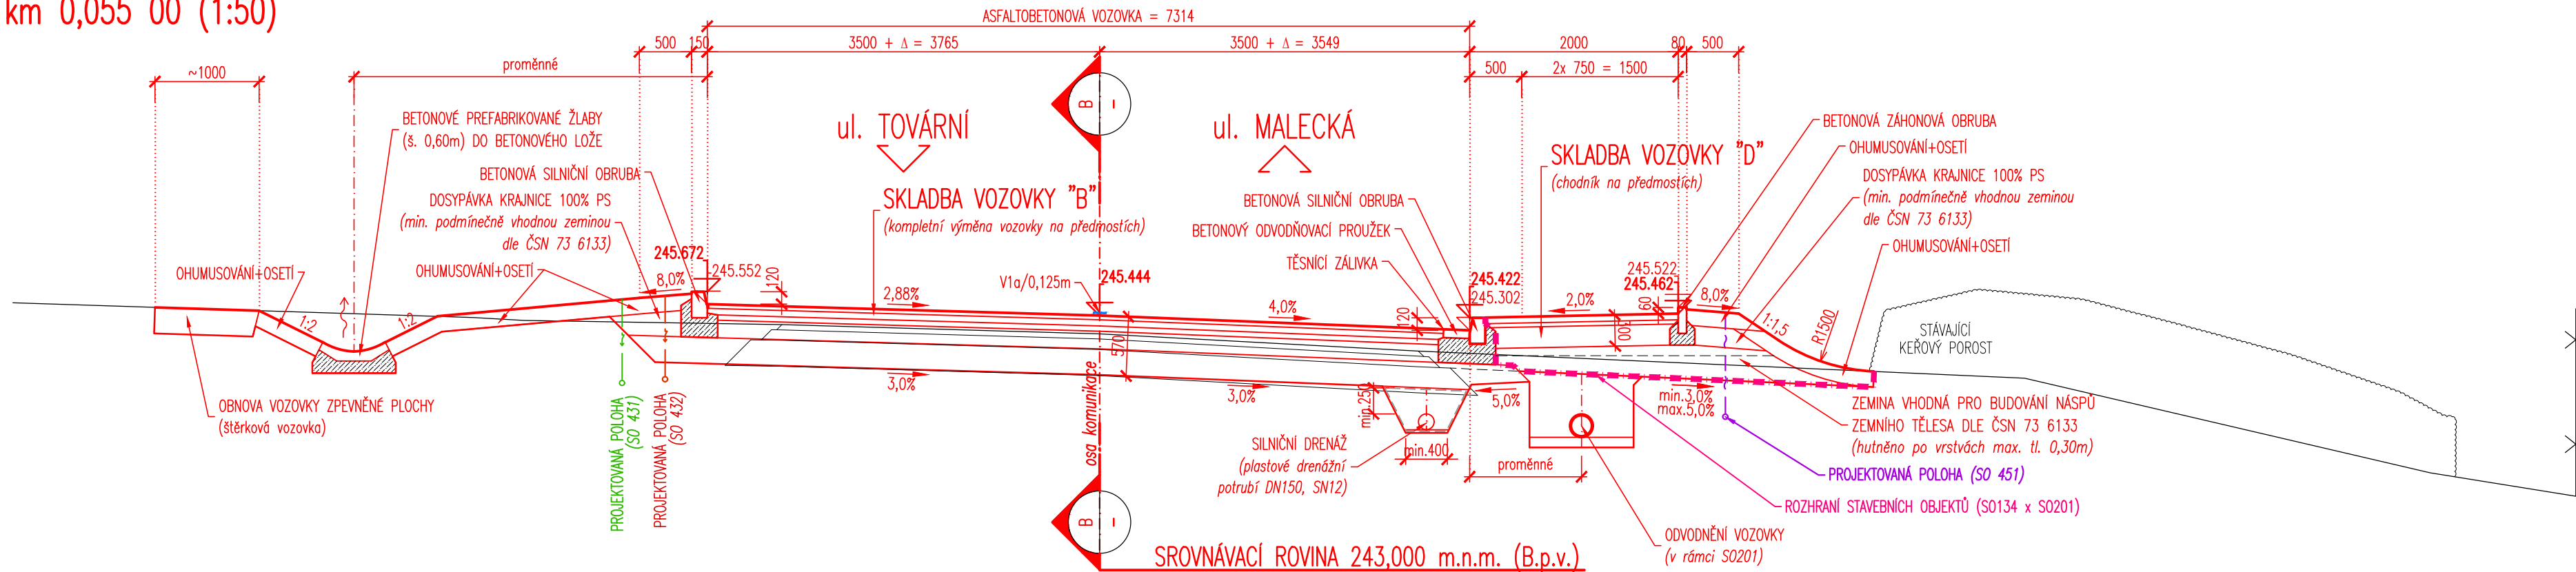 km 0,055 00 (1:50)
ASFALTOBETONOVÁ VOZOVKA = 7314
500
150
3500 + Δ = 3765
3500 + Δ = 3549
2000
80
500
~1000
proměnné
500
2x 750 = 1500
BETONOVÉ PREFABRIKOVANÉ ŽLABY
(š. 0,60m) DO BETONOVÉHO LOŽE
BETONOVÁ SILNIČNÍ OBRUBA
DOSYPÁVKA KRAJNICE 100% PS
(min. podmínečně vhodnou zeminou
dle ČSN 73 6133)
OHUMUSOVÁNÍ+OSETÍ
OHUMUSOVÁNÍ+OSETÍ
1:2
1:2
OBNOVA VOZOVKY ZPEVNĚNÉ PLOCHY
(štěrková vozovka)
PROJEKTOVANÁ POLOHA
(SO 431)
PROJEKTOVANÁ POLOHA
(SO 432)
245.672
245.552
8,0%
120
ul. TOVÁRNÍ
SKLADBA VOZOVKY "B"
(kompletní výměna vozovky na předmostích)
2,88%
3,0%
B
V1a/0,125m
245.444
570
osa komunikace
B
ul. MALECKÁ
BETONOVÁ SILNIČNÍ OBRUBA
BETONOVÝ ODVODŇOVACÍ PROUŽEK
TĚSNÍCÍ ZÁLIVKA
4,0%
3,0%
120
245.422
245.302
min.250
min.400
SILNIČNÍ DRENÁŽ
(plastové drenážní
potrubí DN150, SN12)
5,0%
proměnné
SKLADBA VOZOVKY "D"
(chodník na předmostích)
2,0%
300
60
245.522
245.462
8,0%
1:1,5
R1500
min.3,0%
max.5,0%
BETONOVÁ ZÁHONOVÁ OBRUBA
OHUMUSOVÁNÍ+OSETÍ
DOSYPÁVKA KRAJNICE 100% PS
(min. podmínečně vhodnou zeminou
dle ČSN 73 6133)
OHUMUSOVÁNÍ+OSETÍ
STÁVAJÍCÍ
KEŘOVÝ POROST
ZEMINA VHODNÁ PRO BUDOVÁNÍ NÁSPŮ
ZEMNÍHO TĚLESA DLE ČSN 73 6133
(hutněno po vrstvách max. tl. 0,30m)
PROJEKTOVANÁ POLOHA (SO 451)
ROZHRANÍ STAVEBNÍCH OBJEKTŮ (SO134 x SO201)
ODVODNĚNÍ VOZOVKY
(v rámci SO201)
SROVNÁVACÍ ROVINA 243,000 m.n.m. (B.p.v.)